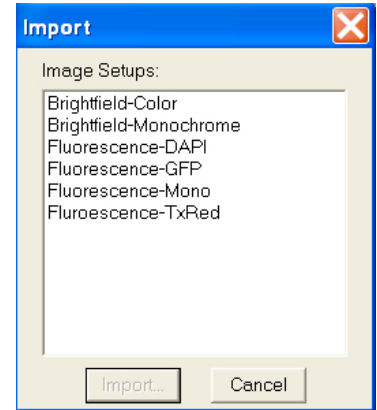 Import
Image Setups:
Brightfield-Color
Brightfield-Monochrome
Fluorescence-DAPI
Fluorescence-GFP
Fluorescence-Mono
Fluroescence-TxRed
Import... Cancel